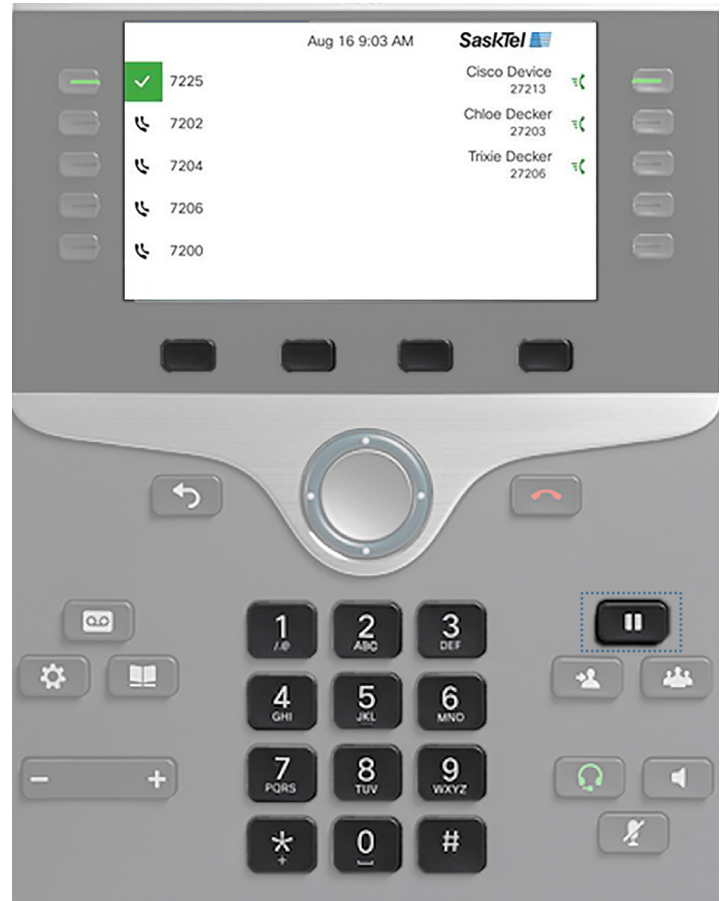 Aug 16 9:03 AM SaskTel
7225 Cisco Device
27213
7202 Chloe Decker
27203
7204 Trixie Decker
27206
7206
7200
1 2 3
/.@ ABC DEF
4 5 6
GHI JKL MNO
7 8 9
PQRS TUV WXYZ
* 0 #
+